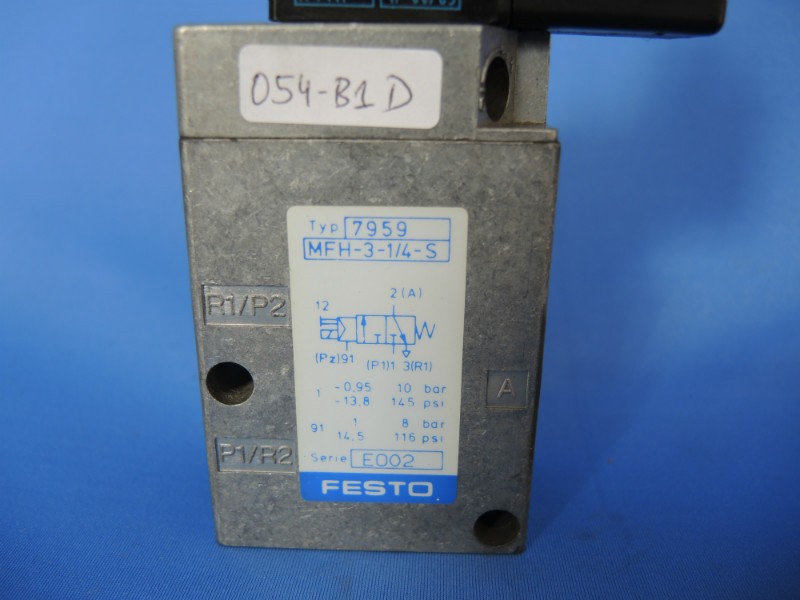 054-B1D
Typ 7959
MFH-3-1/4-S
2(A)
12
(Pz)91 (P1)1 3(R1)
1 -0,95 10 bar
-13,8 145 psi
91 1 8 bar
14,5 116 psi
Serie E002
FESTO
R1/P2
A
P1/R2